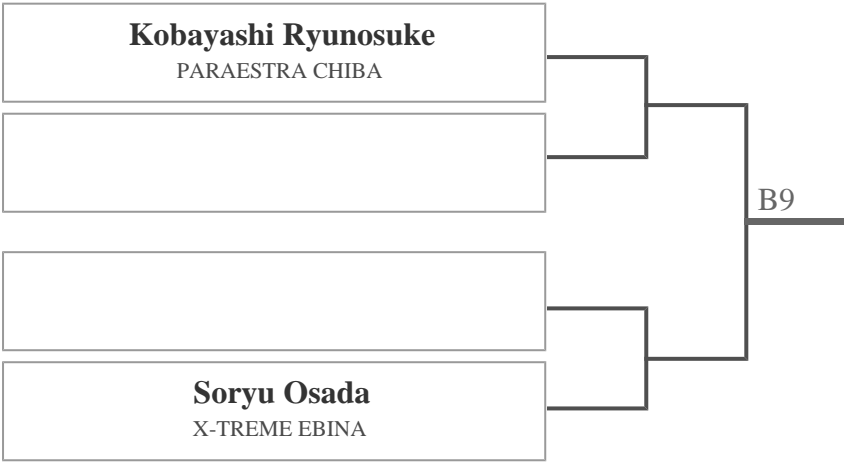 Kobayashi Ryunosuke
PARAESTRA CHIBA
B9
Soryu Osada
X-TREME EBINA